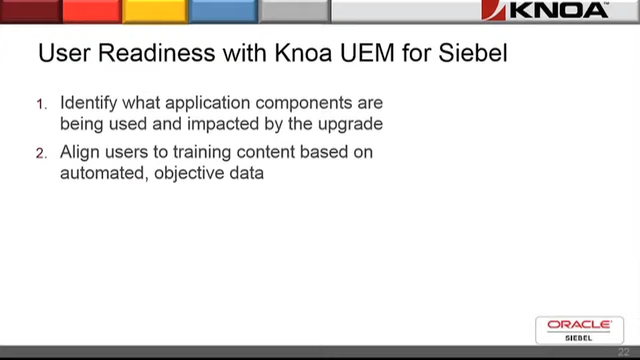 KNOA™
User Readiness with Knoa UEM for Siebel
1. Identify what application components are
being used and impacted by the upgrade
2. Align users to training content based on
automated, objective data
ORACLE
SIEBEL
22